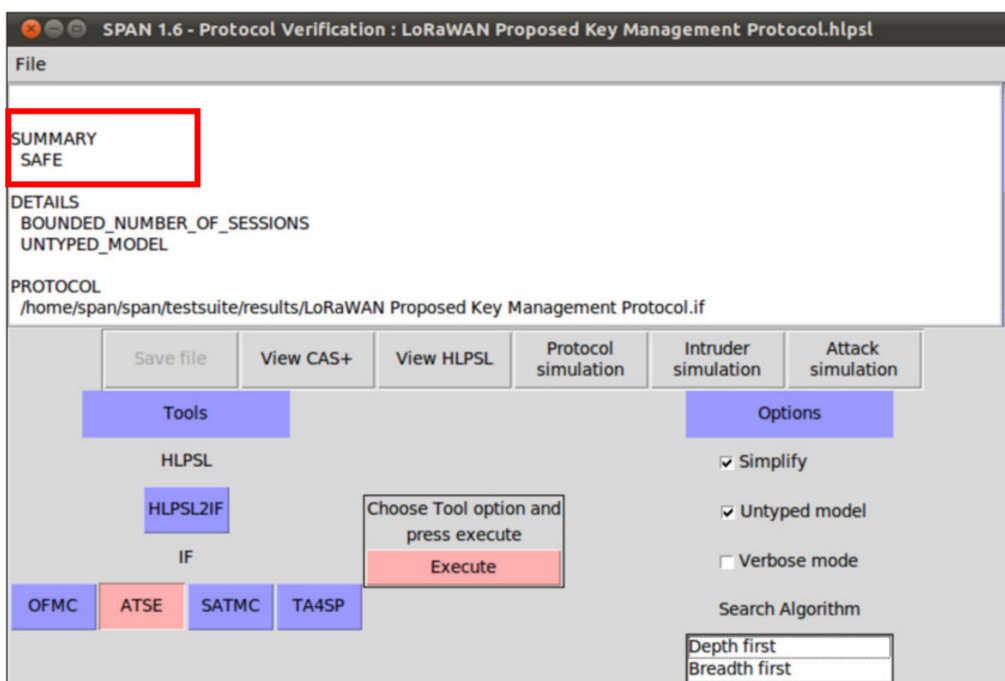 SPAN 1.6 - Protocol Verification : LoRaWAN Proposed Key Management Protocol.hlpsl
File
SUMMARY
SAFE
DETAILS
BOUNDED_NUMBER_OF_SESSIONS
UNTYPED_MODEL
PROTOCOL
/home/span/span/testsuite/results/LoRaWAN Proposed Key Management Protocol.if
Save file
View CAS+
View HLPSL
Protocol
simulation
Intruder
simulation
Attack
simulation
Tools
HLPSL
HLPSL2IF
IF
OFMC
ATSE
SATMC
TA4SP
Choose Tool option and
press execute
Execute
Options
Simplify
Untyped model
Verbose mode
Search Algorithm
Depth first
Breadth first